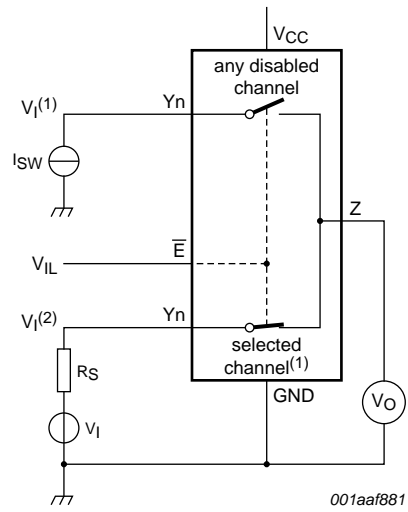 VCC
any disabled
channel
VI(1)
Yn
ISW
Z
E
VIL
VI(2)
Yn
selected
channel(1)
RS
GND
VO
VI
001aaf881